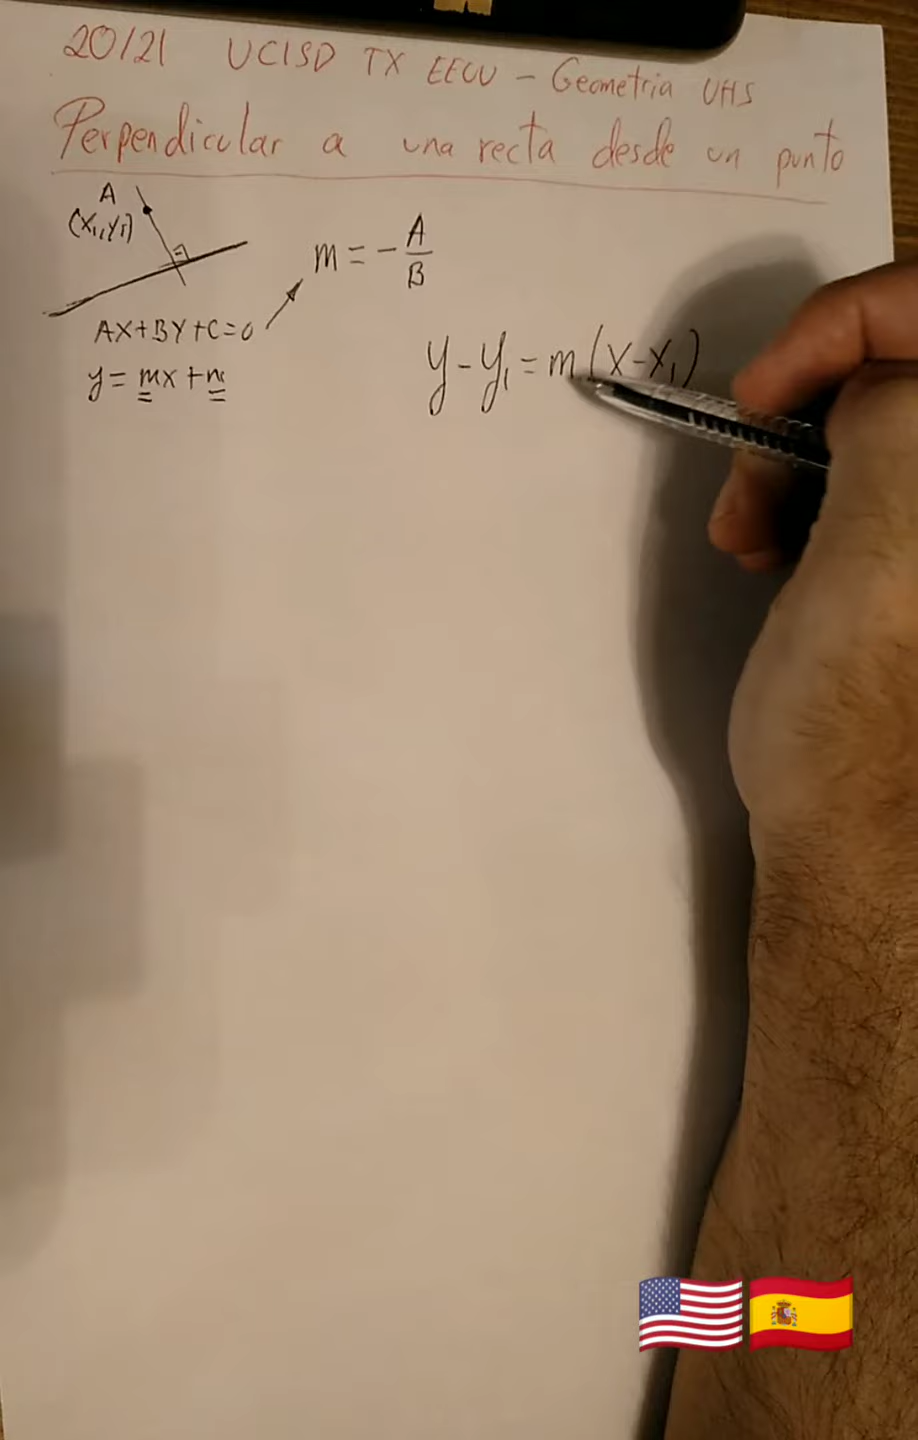 20/21 UCISD TX EEUU - Geometria UHS
Perpendicular a una recta desde un punto
A
(X₁,Y₁)
m = - A/B
AX+BY+C=0
y = mx + n
y - y₁ = m (x - x₁)